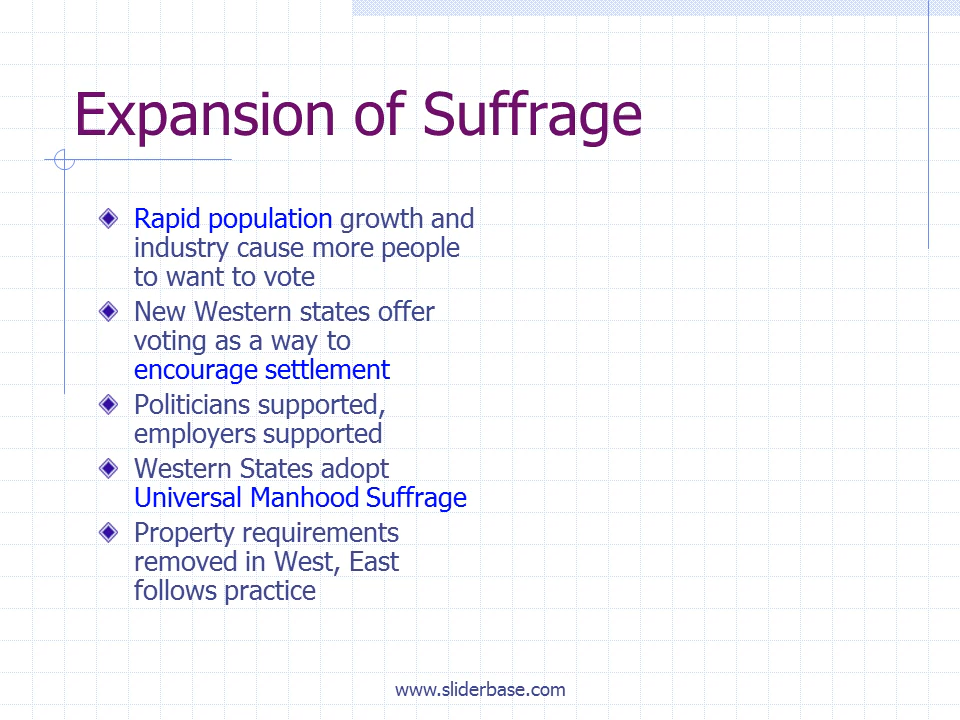 Expansion of Suffrage
Rapid population growth and
industry cause more people
to want to vote
New Western states offer
voting as a way to
encourage settlement
Politicians supported,
employers supported
Western States adopt
Universal Manhood Suffrage
Property requirements
removed in West, East
follows practice
www.sliderbase.com